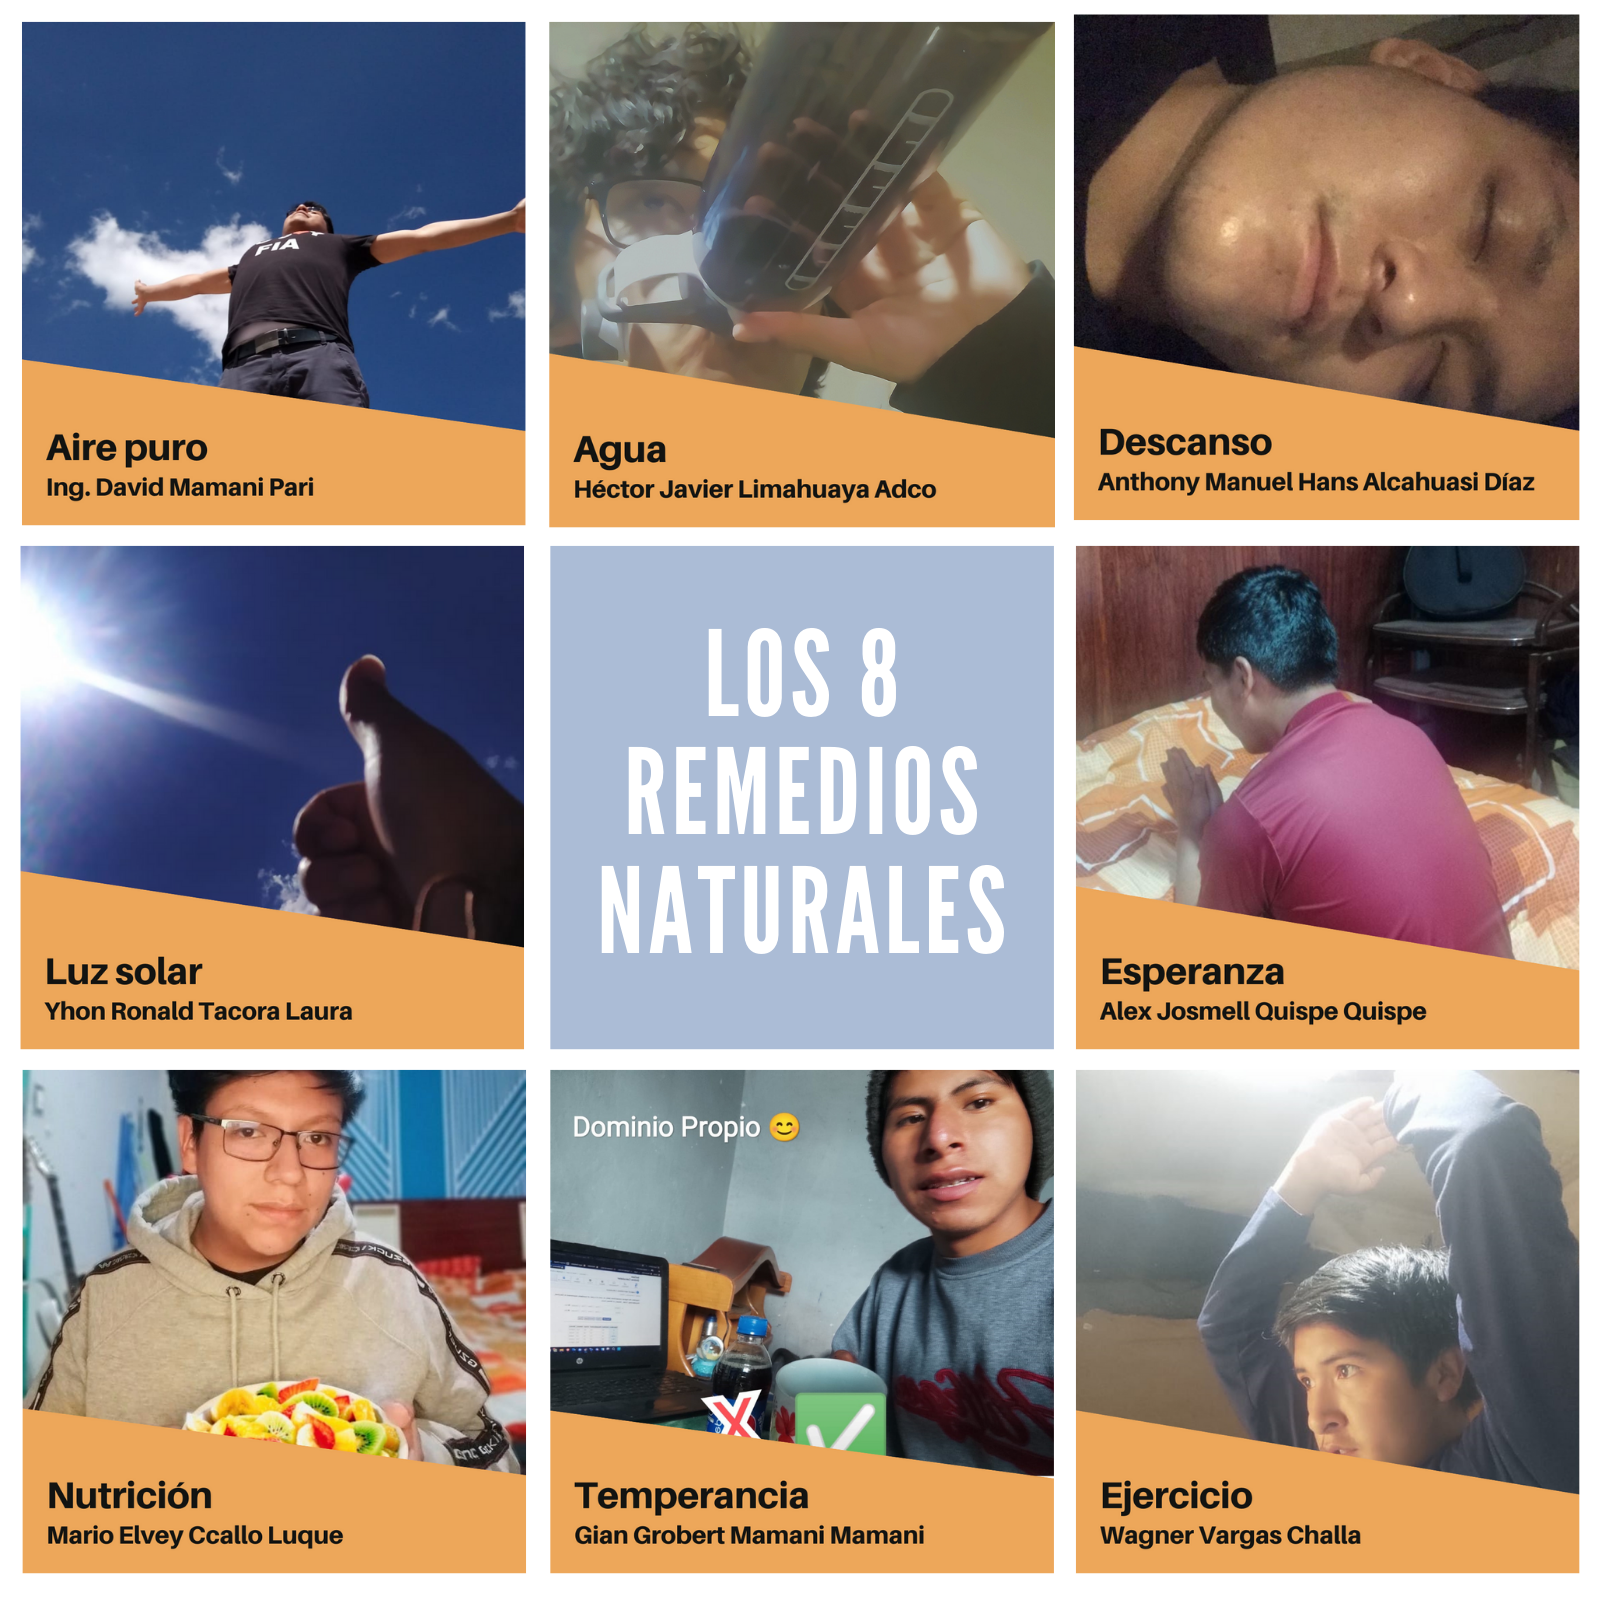 FIA
Aire puro
Ing. David Mamani Pari
Agua
Héctor Javier Limahuaya Adco
Descanso
Anthony Manuel Hans Alcahuasi Díaz
Luz solar
Yhon Ronald Tacora Laura
LOS 8
REMEDIOS
NATURALES
Esperanza
Alex Josmell Quispe Quispe
Nutrición
Mario Elvey Ccallo Luque
Dominio Propio 😊
Temperancia
Gian Grobert Mamani Mamani
Ejercicio
Wagner Vargas Challa